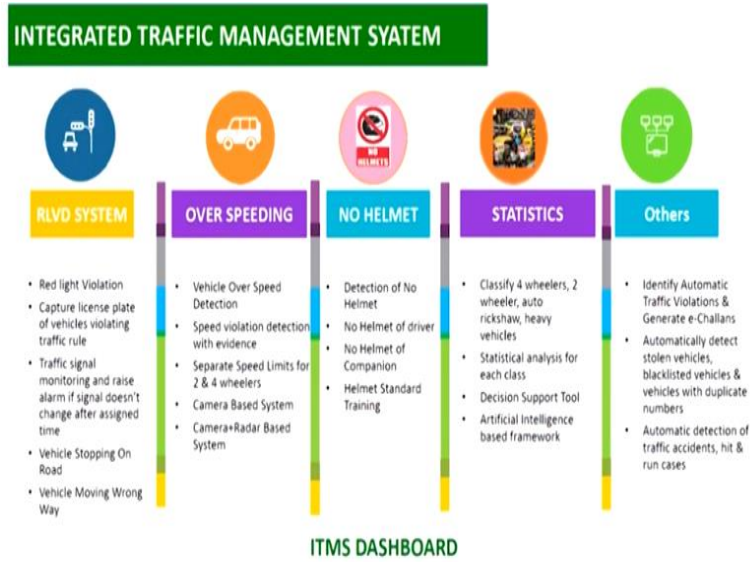 INTEGRATED TRAFFIC MANAGEMENT SYATEM
NO
HELMETS
RLVD SYSTEM
• Red light Violation
• Capture license plate
of vehicles violating
traffic rule
• Traffic signal
monitoring and raise
alarm if signal doesn't
change after assigned
time
• Vehicle Stopping On
Road
• Vehicle Moving Wrong
Way
OVER SPEEDING
• Vehicle Over Speed
Detection
• Speed violation detection
with evidence
• Separate Speed Limits for
2 & 4 wheelers
• Camera Based System
• Camera+Radar Based
System
NO HELMET
• Detection of No
Helmet
• No Helmet of driver
• No Helmet of
Companion
• Helmet Standard
Training
STATISTICS
• Classify 4 wheelers, 2
wheeler, auto
rickshaw, heavy
vehicles
• Statistical analysis for
each class
• Decision Support Tool
• Artificial Intelligence
based framework
Others
• Identify Automatic
Traffic Violations &
Generate e-Challans
• Automatically detect
stolen vehicles,
blacklisted vehicles &
vehicles with duplicate
numbers
• Automatic detection of
traffic accidents, hit &
run cases
ITMS DASHBOARD